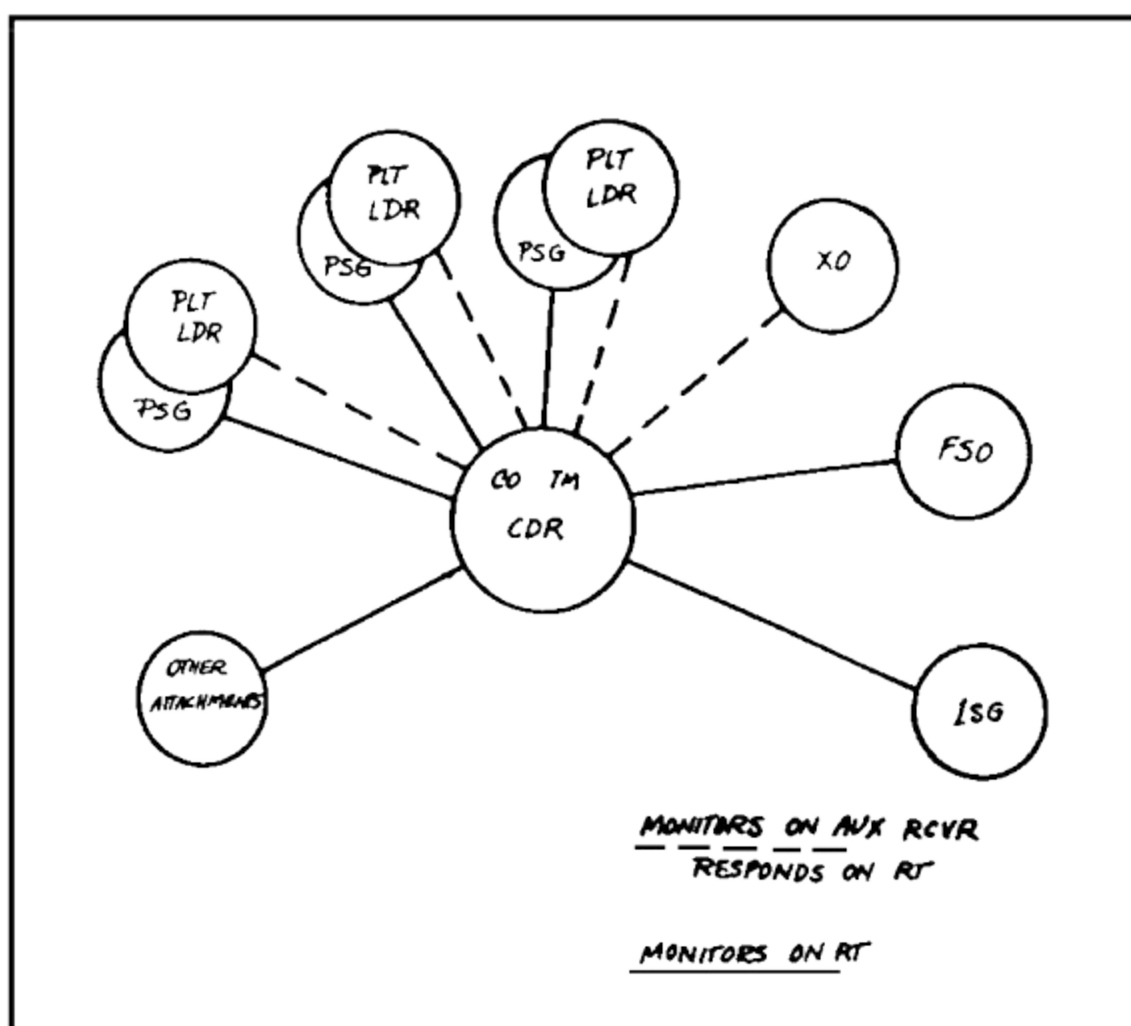 PLT
LDR
PSG
PLT
LDR
PSG
PLT
LDR
PSG
XO
FSO
CO TM
CDR
OTHER
ATTACHMENTS
1SG
MONITORS ON AUX RCVR
RESPONDS ON RT
MONITORS ON RT